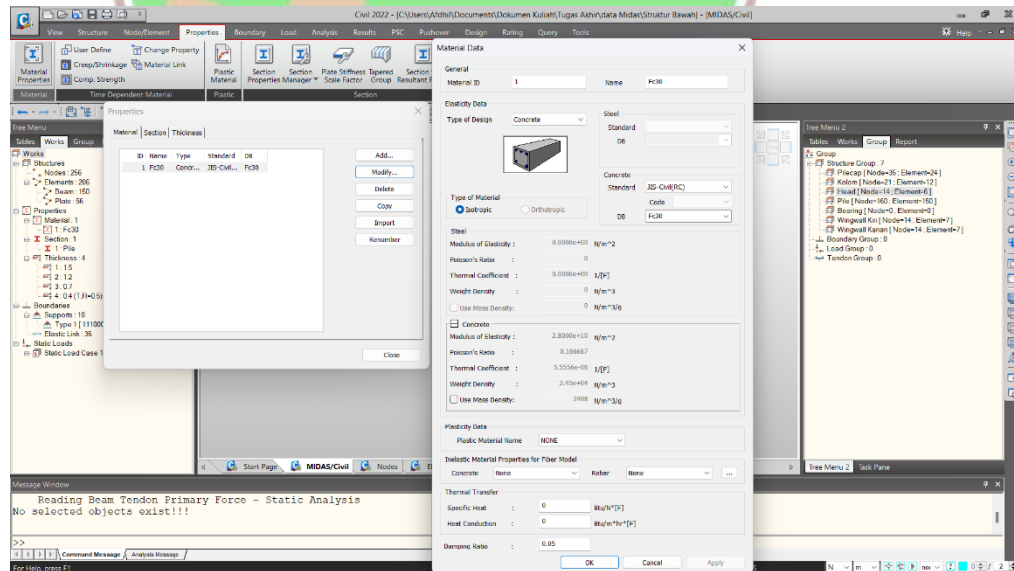 Civil 2022 - [C:\Users\Afdhil\Documents\Dokumen Kuliah\Tugas Akhir\data Midas\Struktur Bawah] - [MIDAS/Civil]
View Structure Node/Element Properties Boundary Load Analysis Results PSC Pushover Design Rating Query Tools Help
User Define Change Property
Creep/Shrinkage Material Link
Comp. Strength
Material Properties
Plastic Material
Section Properties
Section Manager
Plate Stiffness Scale Factor
Tapered Group
Section Resultant
Material Time Dependent Material Plastic Section
Tree Menu
Tables Works Group
Works
Structures
Nodes : 256
Elements : 206
Beam : 150
Plate : 56
Properties
Material : 1
1 : Fc30
Section : 1
1 : Pile
Thickness : 4
1 : 1.5
2 : 1.2
3 : 0.7
4 : 0.4 (T,R=0.5)
Boundaries
Supports : 10
Type 1 [ 111000
Elastic Link : 36
Static Loads
Static Load Case 1
Properties
Material Section Thickness
ID Name Type Standard DB
1 Fc30 Concr... JIS-Civil... Fc30
Add...
Modify...
Delete
Copy
Import
Renumber
Close
Material Data
General
Material ID 1 Name Fc30
Elasticity Data
Type of Design Concrete
Steel
Standard
DB
Concrete
Standard JIS-Civil(RC)
Code
DB Fc30
Type of Material
Isotropic Orthotropic
Steel
Modulus of Elasticity : 0.0000e+00 N/m^2
Poisson's Ratio : 0
Thermal Coefficient : 0.0000e+00 1/[F]
Weight Density : 0 N/m^3
Use Mass Density: 0 N/m^3/g
Concrete
Modulus of Elasticity : 2.8000e+10 N/m^2
Poisson's Ratio : 0.166667
Thermal Coefficient : 5.5556e-06 1/[F]
Weight Density : 2.45e+04 N/m^3
Use Mass Density: 2498 N/m^3/g
Plasticity Data
Plastic Material Name NONE
Inelastic Material Properties for Fiber Model
Concrete None Rebar None ...
Thermal Transfer
Specific Heat : 0 Btu/N*[F]
Heat Conduction : 0 Btu/m*hr*[F]
Damping Ratio : 0.05
OK Cancel Apply
Tree Menu 2
Tables Works Group Report
Group
Structure Group : 7
Pilecap [ Node=35; Element=24]
Kolom [ Node=21; Element=12]
Head [ Node=14; Element=6]
Pile [ Node=160; Element=150]
Bearing [ Node=0; Element=0]
Wingwall Kiri [ Node=14; Element=7]
Wingwall Kanan [ Node=14; Element=7]
Boundary Group : 0
Load Group : 0
Tendon Group : 0
Start Page MIDAS/Civil Nodes
Tree Menu 2 Task Pane
Message Window
Reading Beam Tendon Primary Force - Static Analysis
No selected objects exist!!!
>>
Command Message Analysis Message
For Help, press F1
N m 0 / 2